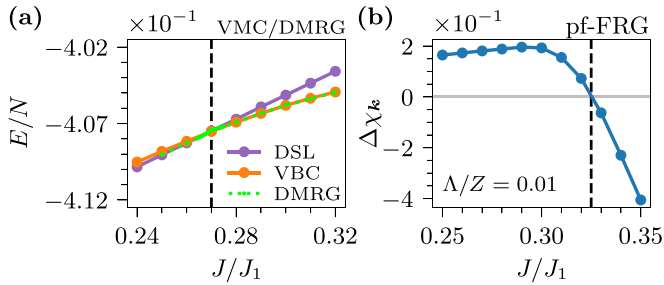 (a) ×10⁻¹ VMC/DMRG
−4.02
−4.07
−4.12
E/N
DSL
VBC
DMRG
0.24 0.28 0.32
J/J₁
(b) ×10⁻¹ pf-FRG
2
0
−2
−4
Δχₖ
Λ/Z = 0.01
0.25 0.30 0.35
J/J₁